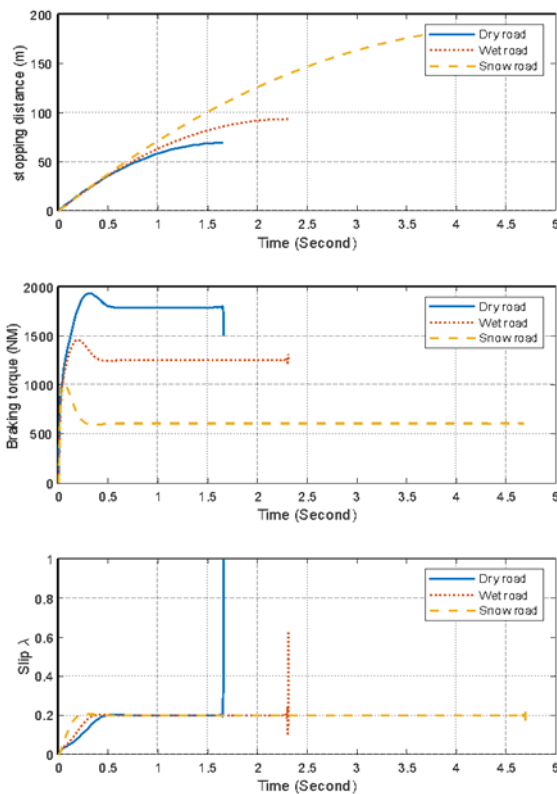 200
150
100
50
0
stopping distance (m)
Dry road
Wet road
Snow road
0 0.5 1 1.5 2 2.5 3 3.5 4 4.5 5
Time (Second)
2000
1500
1000
500
0
Braking torque (NM)
Dry road
Wet road
Snow road
0 0.5 1 1.5 2 2.5 3 3.5 4 4.5 5
Time (Second)
1
0.8
0.6
0.4
0.2
0
Slip λ
Dry road
Wet road
Snow road
0 0.5 1 1.5 2 2.5 3 3.5 4 4.5 5
Time (Second)